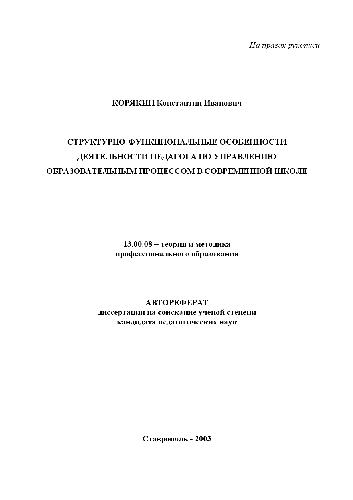 На правах рукописи
КОРЯКИН Константин Иванович
СТРУКТУРНО-ФУНКЦИОНАЛЬНЫЕ ОСОБЕННОСТИ
ДЕЯТЕЛЬНОСТИ ПЕДАГОГА ПО УПРАВЛЕНИЮ
ОБРАЗОВАТЕЛЬНЫМ ПРОЦЕССОМ В СОВРЕМЕННОЙ ШКОЛЕ
13.00.08 – теория и методика
профессионального образования
АВТОРЕФЕРАТ
диссертации на соискание ученой степени
кандидата педагогических наук
Ставрополь - 2003